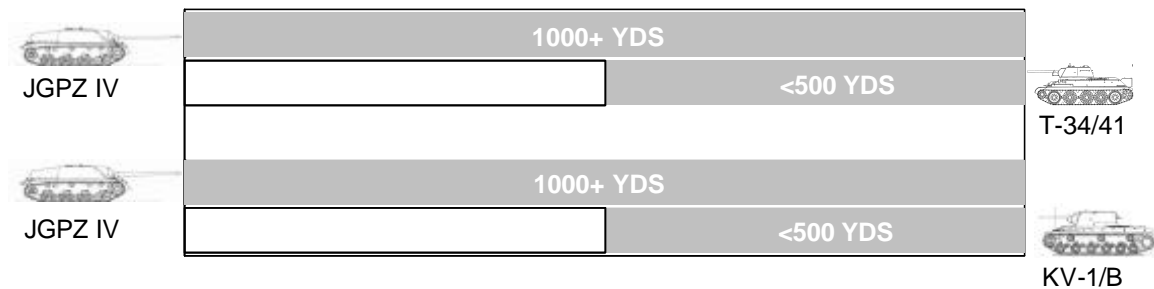 1000+ YDS
JGPZ IV
<500 YDS
T-34/41
1000+ YDS
JGPZ IV
<500 YDS
KV-1/B